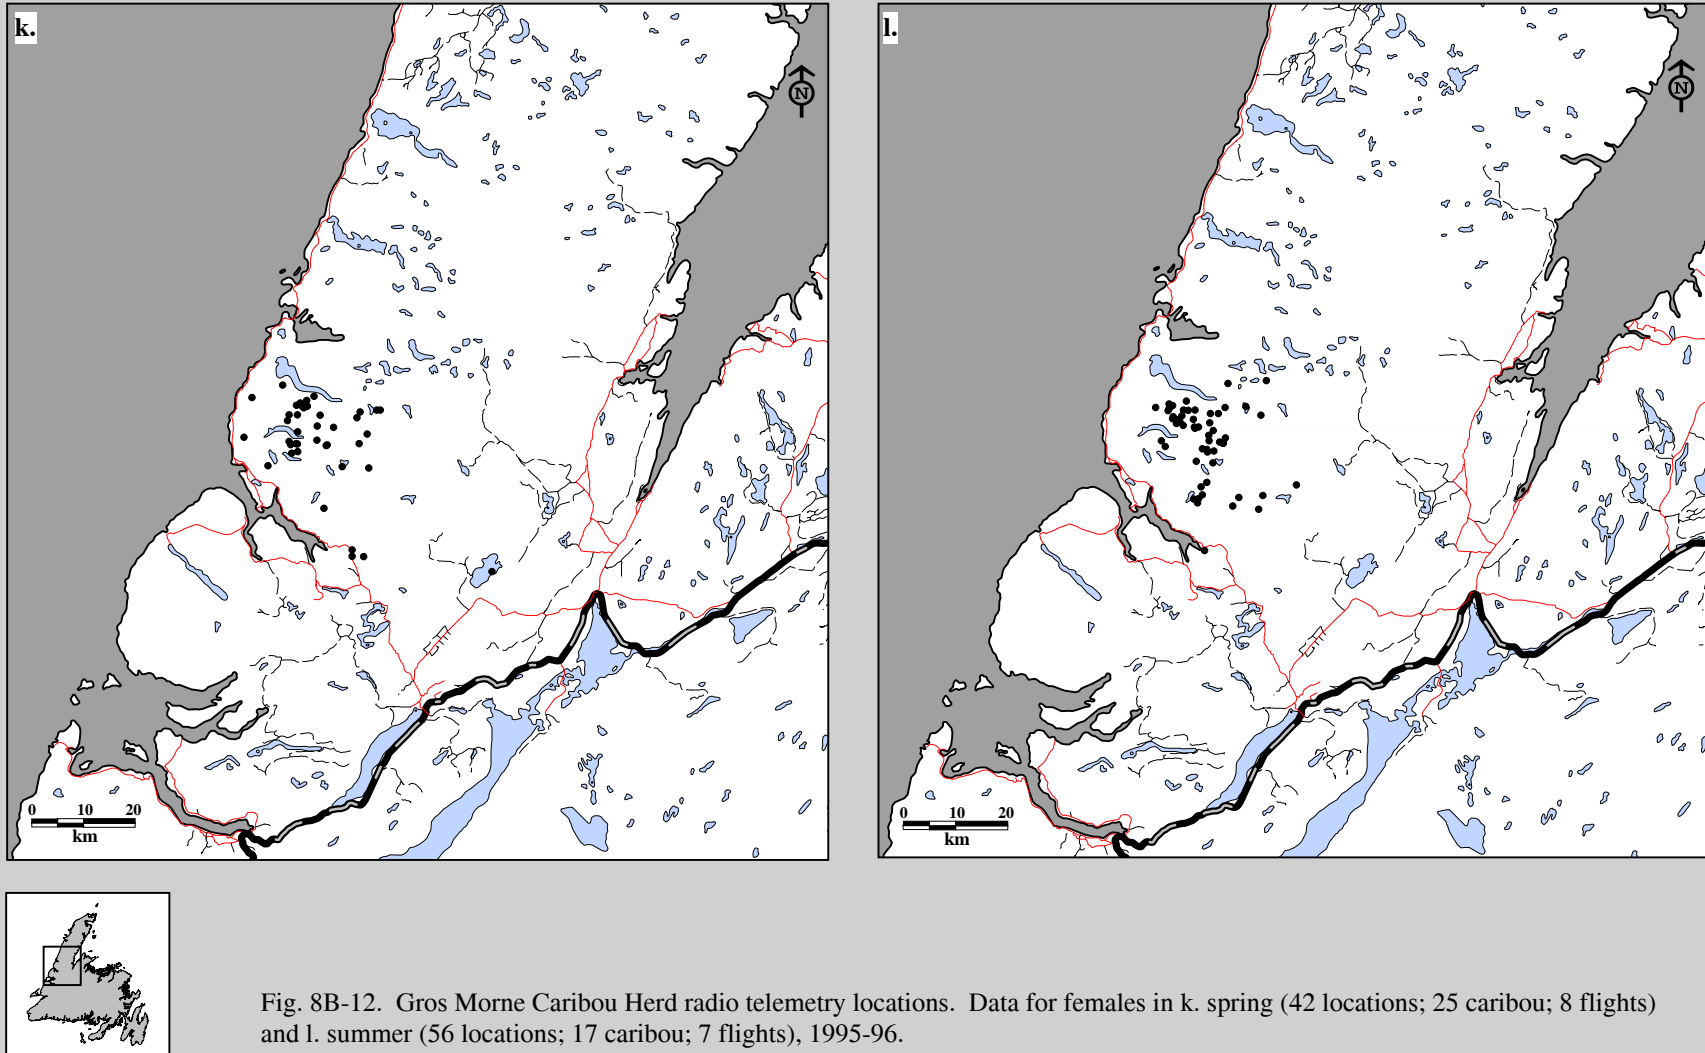 k.
N
0 10 20
km
l.
N
0 10 20
km
Fig. 8B-12. Gros Morne Caribou Herd radio telemetry locations. Data for females in k. spring (42 locations; 25 caribou; 8 flights)
and l. summer (56 locations; 17 caribou; 7 flights), 1995-96.